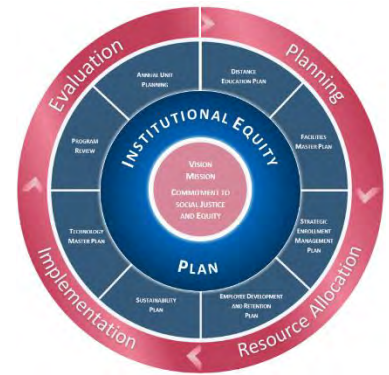 Evaluation
Planning
Resource Allocation
Implementation
ANNUAL UNIT
PLANNING
DISTANCE
EDUCATION PLAN
FACILITIES
MASTER PLAN
STRATEGIC
ENROLLMENT
MANAGEMENT
PLAN
EMPLOYEE DEVELOPMENT
AND RETENTION
PLAN
SUSTAINABILITY
PLAN
TECHNOLOGY
MASTER PLAN
PROGRAM
REVIEW
INSTITUTIONAL EQUITY
PLAN
VISION
MISSION
COMMITMENT TO
SOCIAL JUSTICE
AND EQUITY